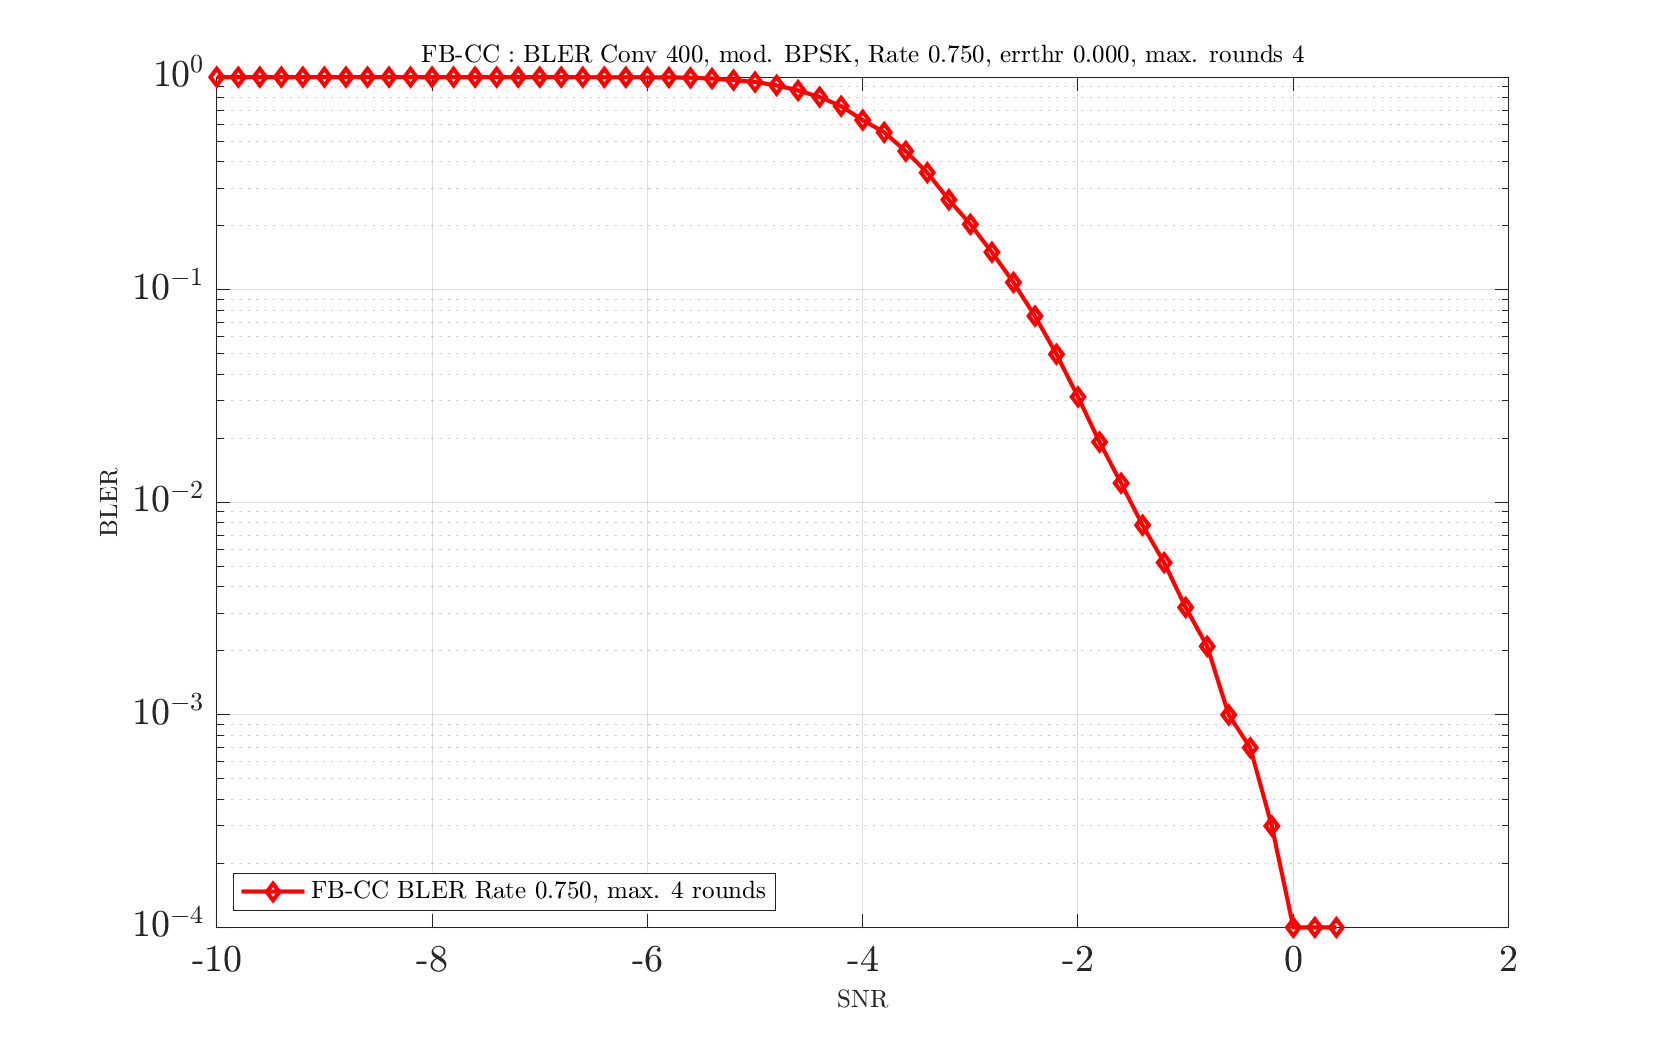 FB-CC : BLER Conv 400, mod. BPSK, Rate 0.750, errthr 0.000, max. rounds 4
10^0
10^-1
10^-2
10^-3
10^-4
BLER
FB-CC BLER Rate 0.750, max. 4 rounds
-10 -8 -6 -4 -2 0 2
SNR